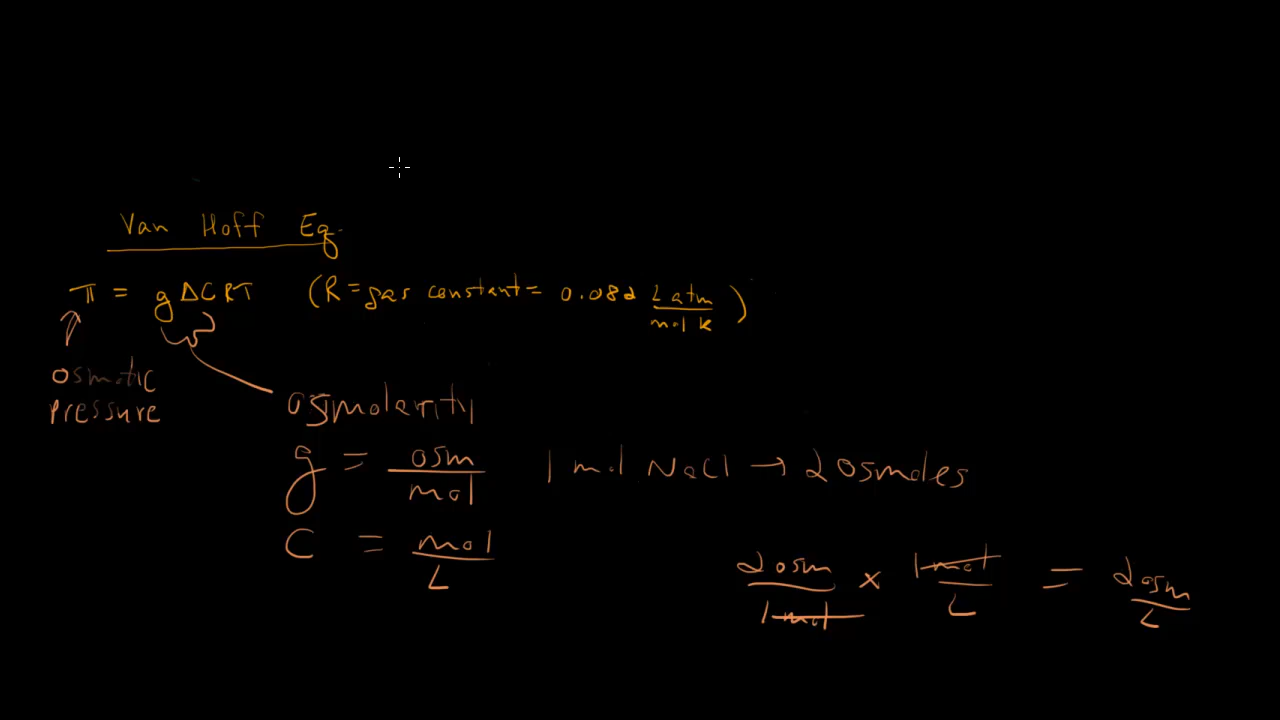 Van Hoff Eq.
π = gΔCRT (R = gas constant = 0.082 L atm / mol K)
osmotic
pressure
osmolarity
g = osm / mol 1 mol NaCl → 2 osmoles
C = mol / L
2 osm / 1 mol x 1 mol / L = 2 osm / L